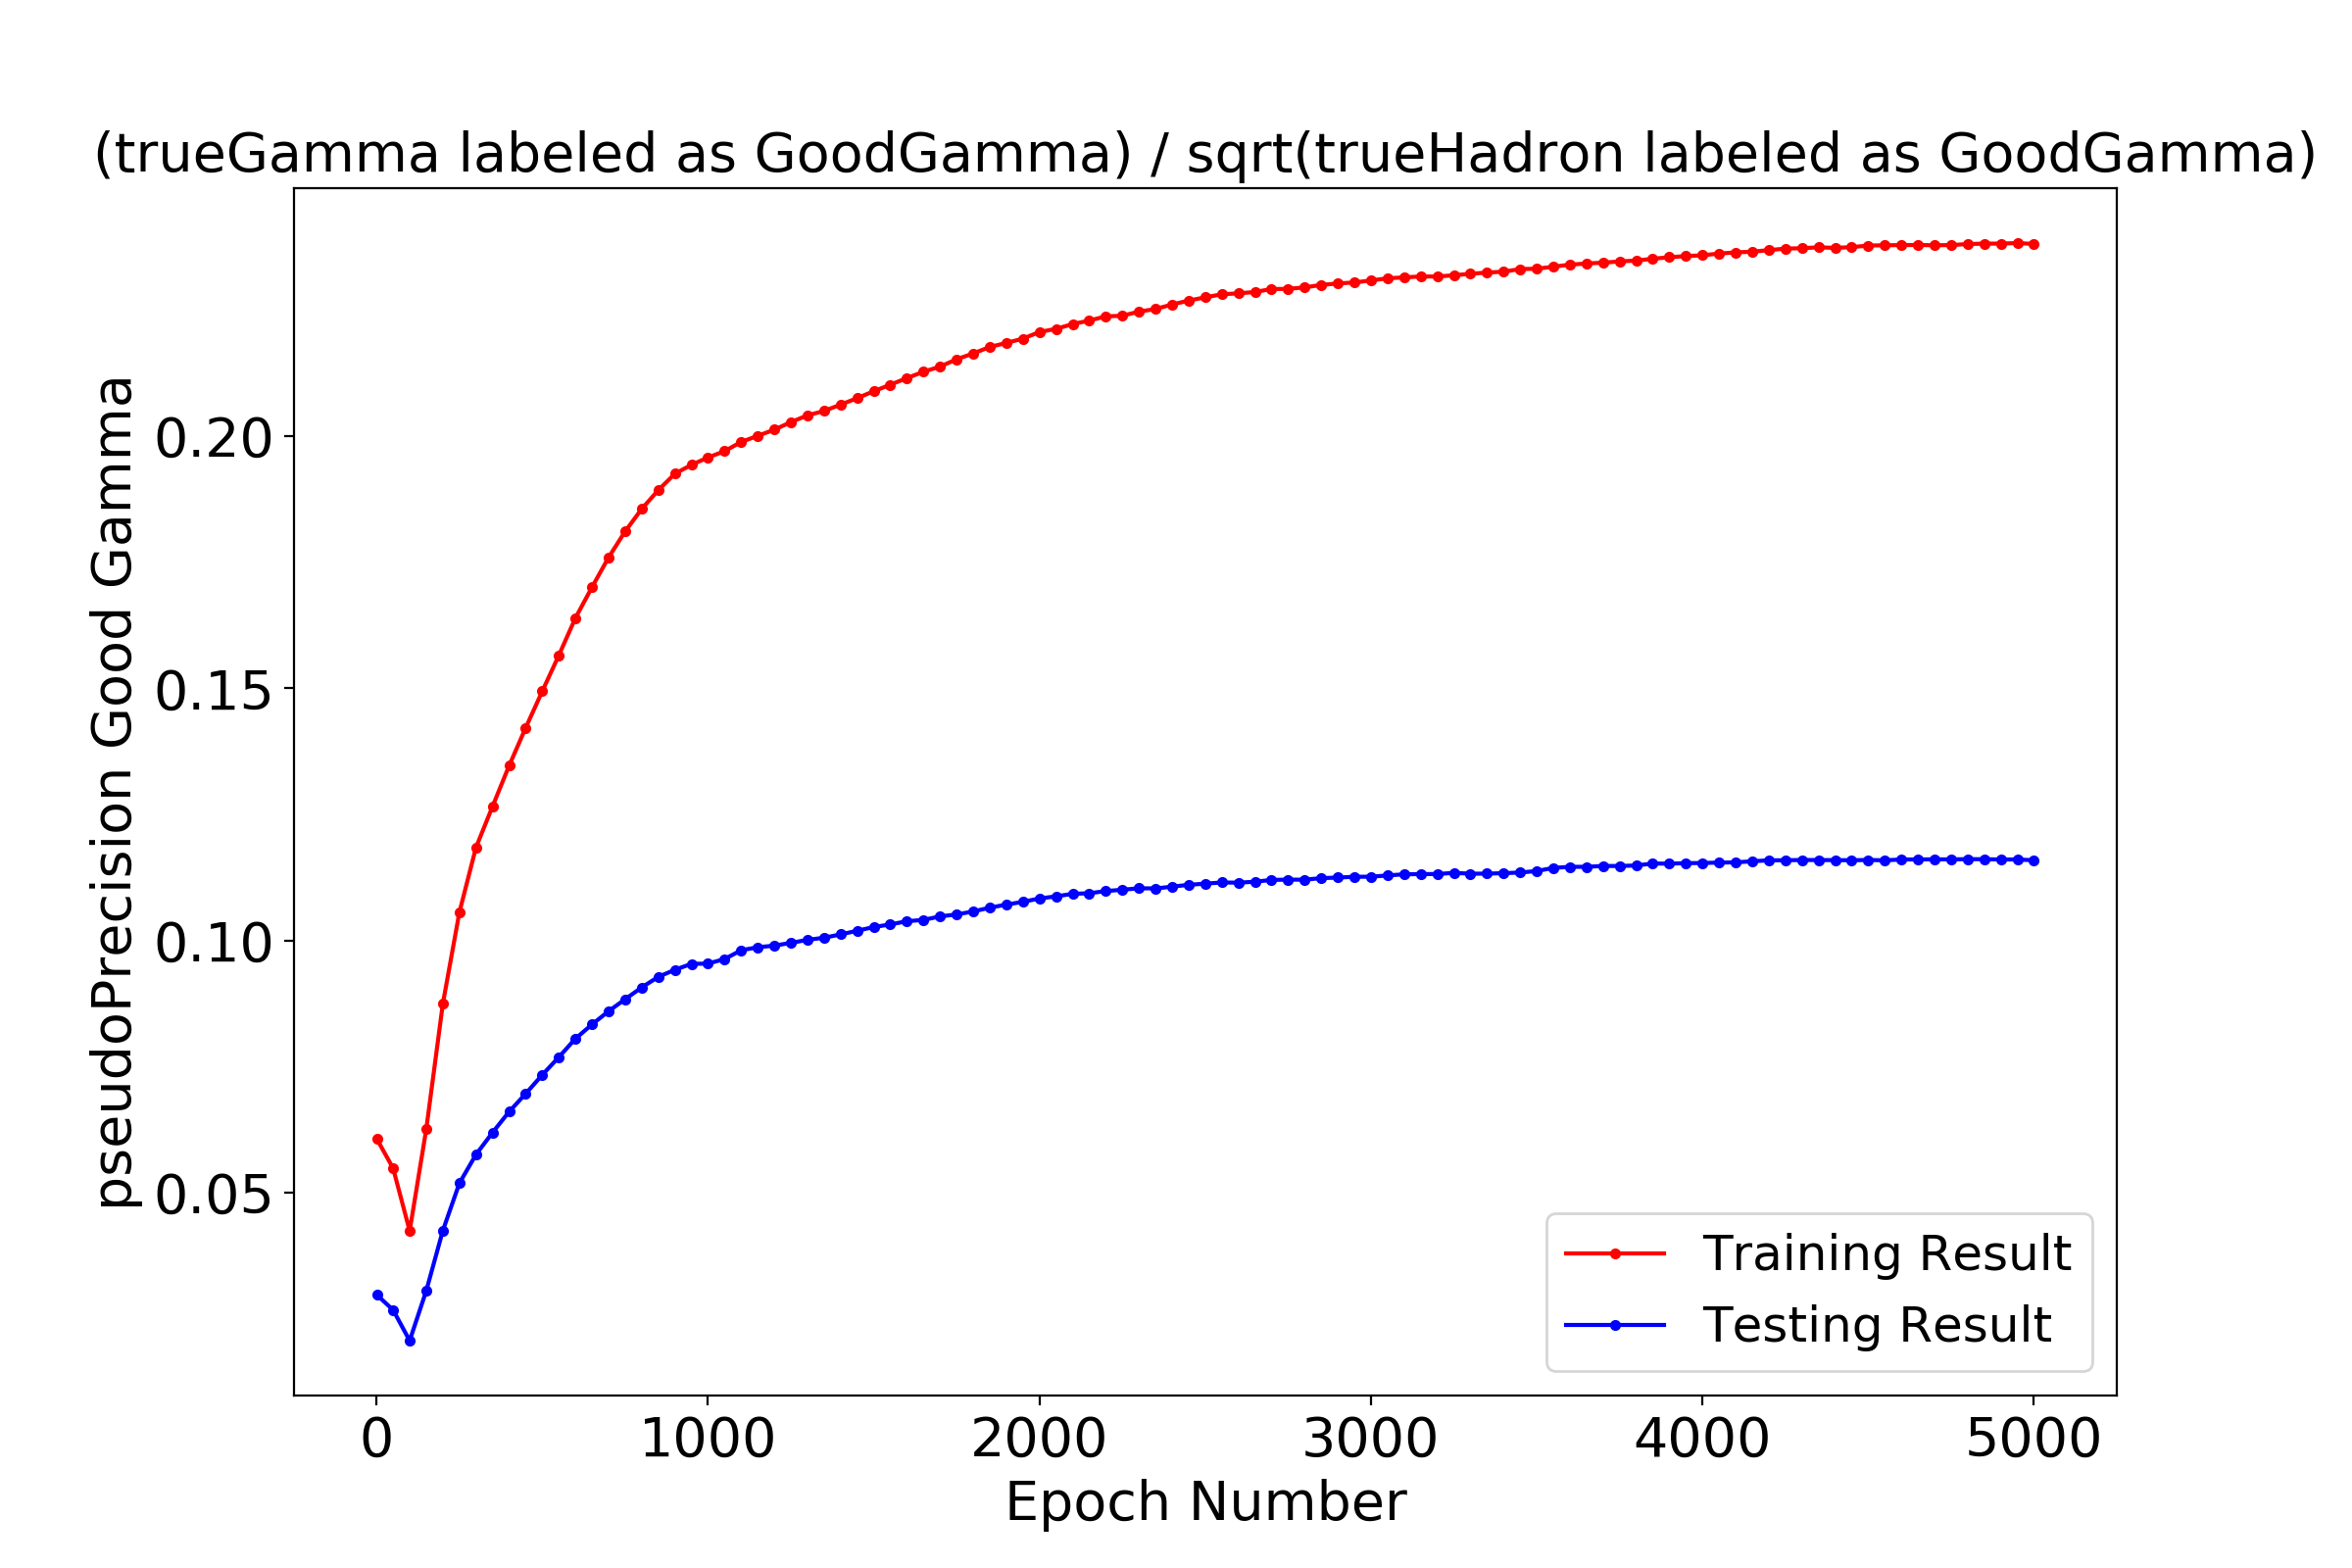 (trueGamma labeled as GoodGamma) / sqrt(trueHadron labeled as GoodGamma)
pseudoPrecision Good Gamma
0.20
0.15
0.10
0.05
Training Result
Testing Result
0 1000 2000 3000 4000 5000
Epoch Number